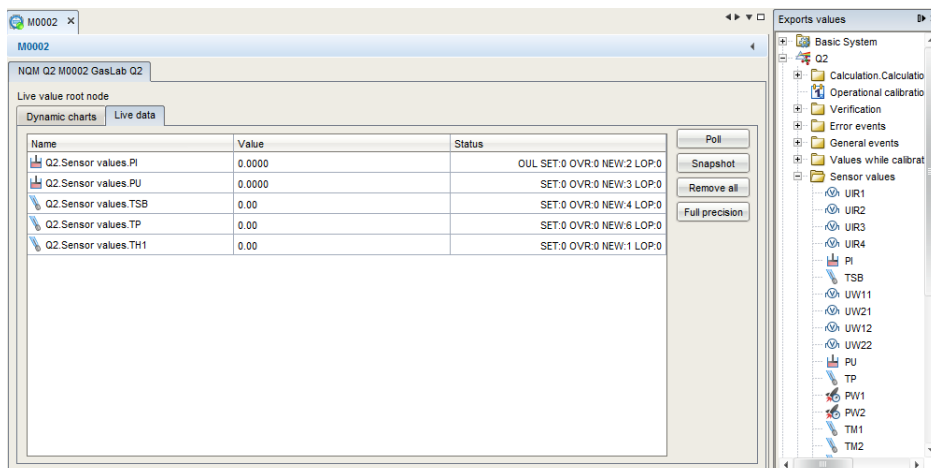 M0002
Exports values
M0002
NQM Q2 M0002 GasLab Q2
Live value root node
Dynamic charts
Live data
Name Value Status
Q2.Sensor values.PI 0.0000 OUL SET:0 OVR:0 NEW:2 LOP:0
Q2.Sensor values.PU 0.0000 SET:0 OVR:0 NEW:3 LOP:0
Q2.Sensor values.TSB 0.00 SET:0 OVR:0 NEW:4 LOP:0
Q2.Sensor values.TP 0.00 SET:0 OVR:0 NEW:6 LOP:0
Q2.Sensor values.TH1 0.00 SET:0 OVR:0 NEW:1 LOP:0
Poll
Snapshot
Remove all
Full precision
Basic System
Q2
Calculation.Calculatio
Operational calibratio
Verification
Error events
General events
Values while calibrat
Sensor values
UIR1
UIR2
UIR3
UIR4
PI
TSB
UW11
UW21
UW12
UW22
PU
TP
PW1
PW2
TM1
TM2